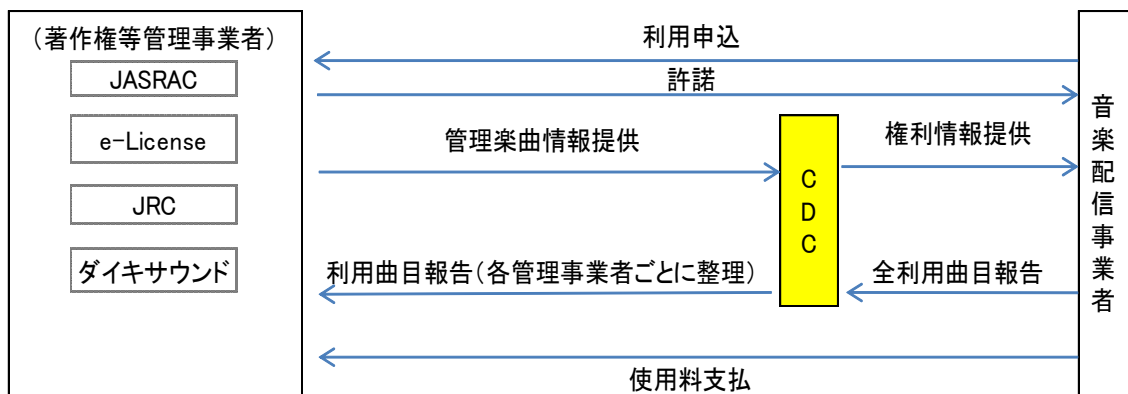 (著作権等管理事業者)
JASRAC
e-License
JRC
ダイキサウンド
利用申込
許諾
管理楽曲情報提供
権利情報提供
CDC
利用曲目報告(各管理事業者ごとに整理)
全利用曲目報告
使用料支払
音楽配信事業者